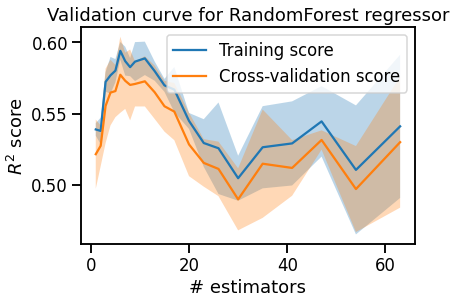 Validation curve for RandomForest regressor
Training score
Cross-validation score
0.60
0.55
0.50
R² score
0
20
40
60
# estimators